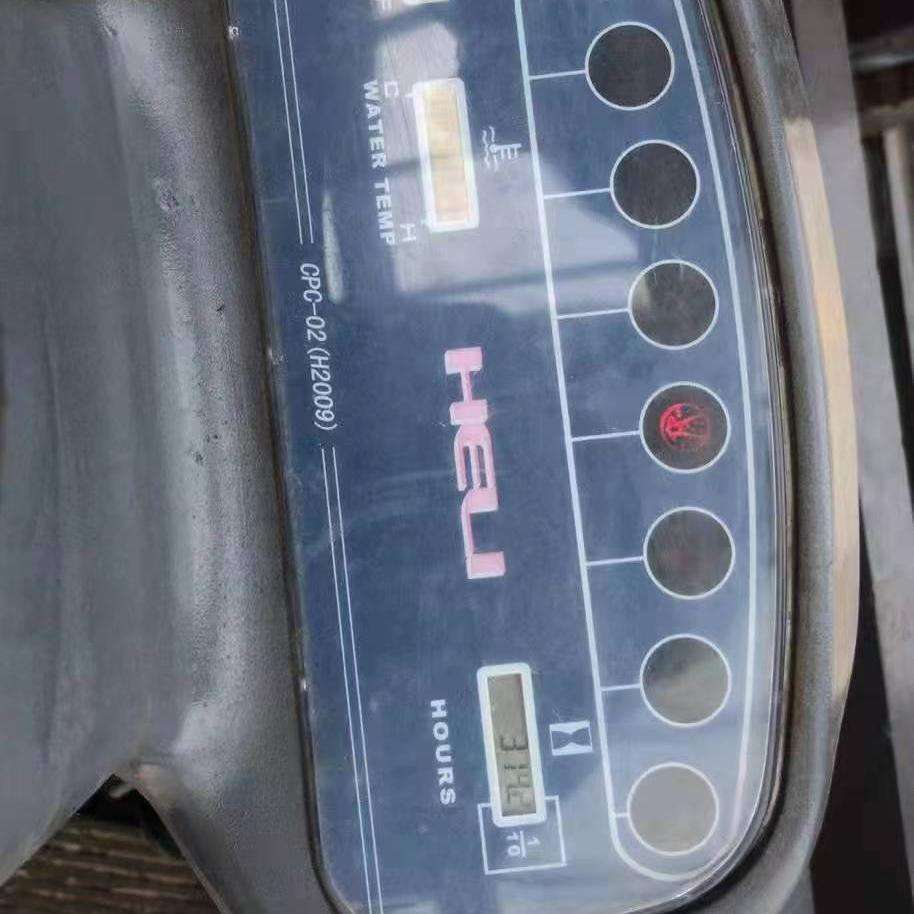 F
C H
WATER TEMP
HELI
1
10
HOURS
CPC-02 (H2009)